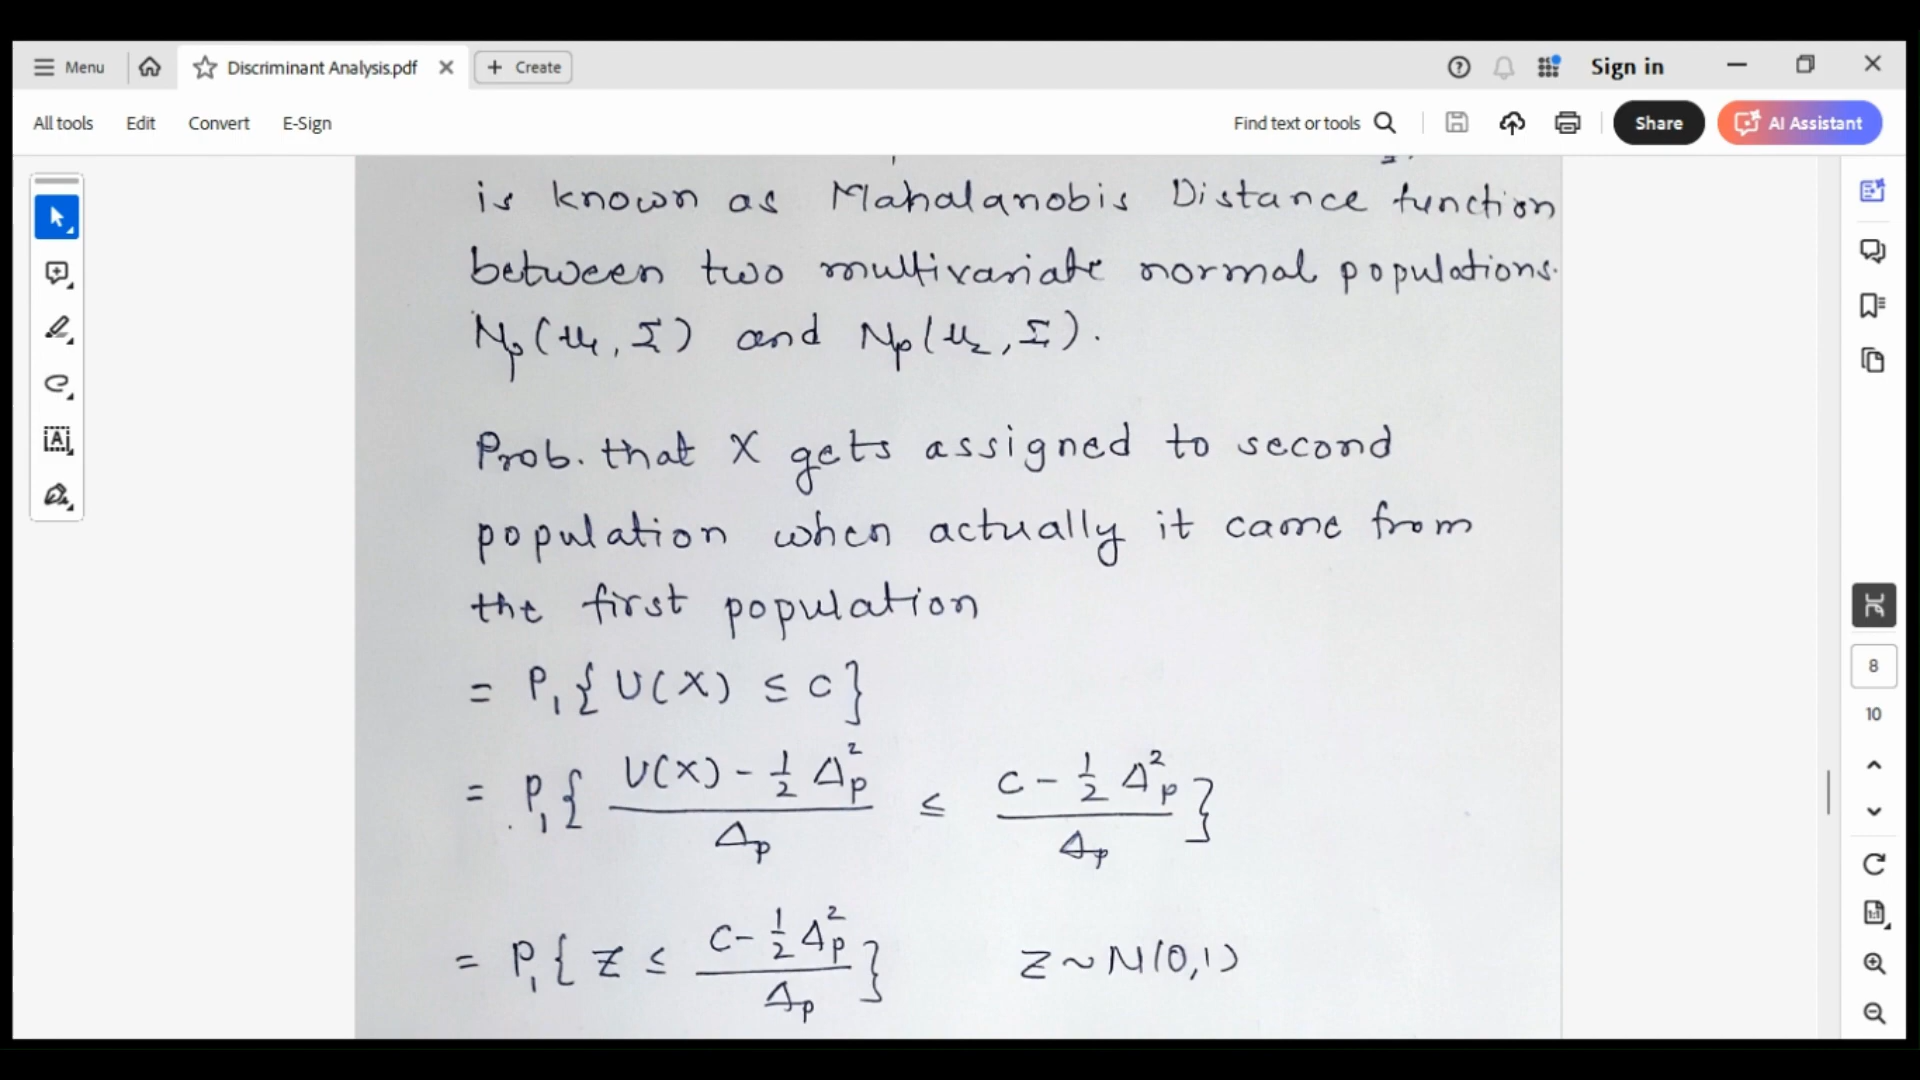 Menu
Discriminant Analysis.pdf
Create
Sign in
All tools
Edit
Convert
E-Sign
Find text or tools
Share
AI Assistant
is known as Mahalanobis Distance function
between two multivariate normal populations.
Np(μ₁, Σ) and Np(μ₂, Σ).
Prob. that X gets assigned to second
population when actually it came from
the first population
= P₁{ U(X) ≤ C }
= P₁{ (U(X) - ½ Δp²) / Δp ≤ (C - ½ Δp²) / Δp }
= P₁{ Z ≤ (C - ½ Δp²) / Δp } Z ~ N(0,1)
8
10